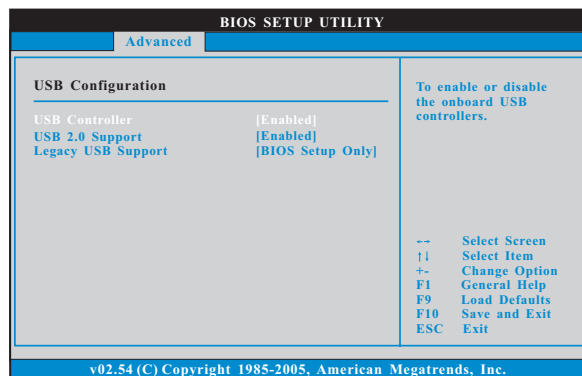 BIOS SETUP UTILITY
Advanced
USB Configuration
USB Controller [Enabled]
USB 2.0 Support [Enabled]
Legacy USB Support [BIOS Setup Only]
To enable or disable
the onboard USB
controllers.
←→ Select Screen
↑↓ Select Item
+- Change Option
F1 General Help
F9 Load Defaults
F10 Save and Exit
ESC Exit
v02.54 (C) Copyright 1985-2005, American Megatrends, Inc.